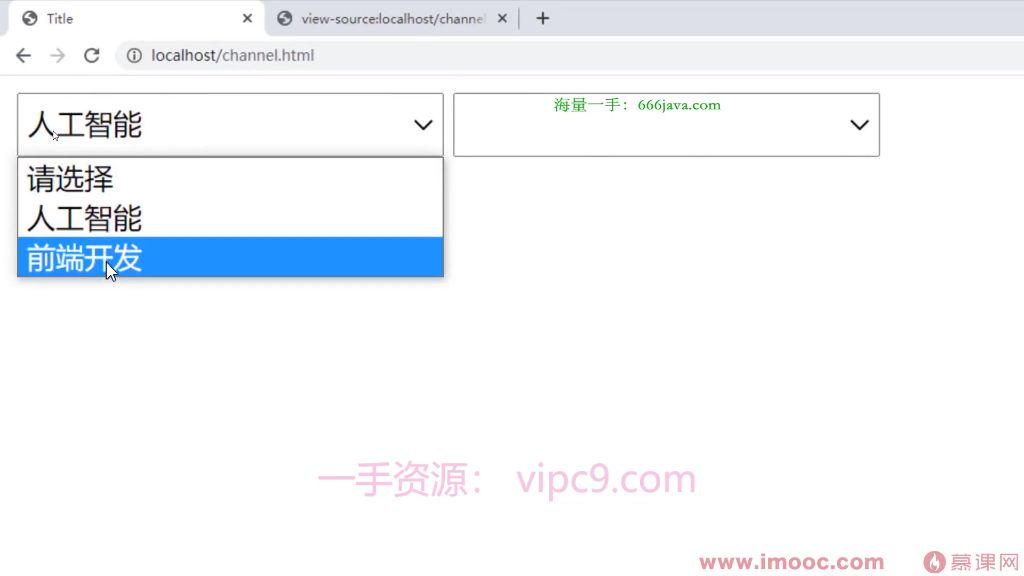 Title
view-source:localhost/channel
localhost/channel.html
人工智能
海量一手：666java.com
请选择
人工智能
前端开发
一手资源： vipc9.com
www.imooc.com
慕课网